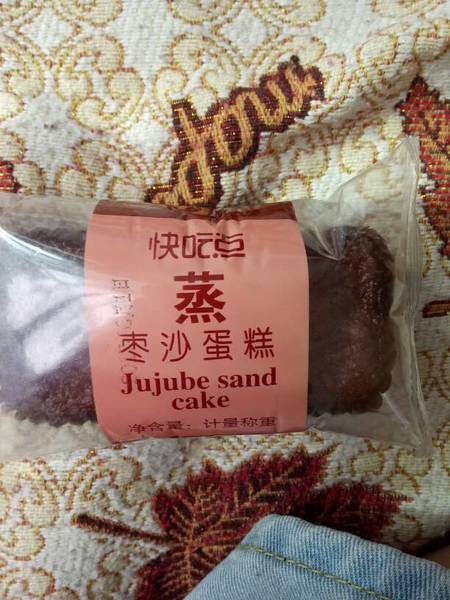 快吃点
蒸
枣沙蛋糕
Jujube sand
cake
净含量：计量称重